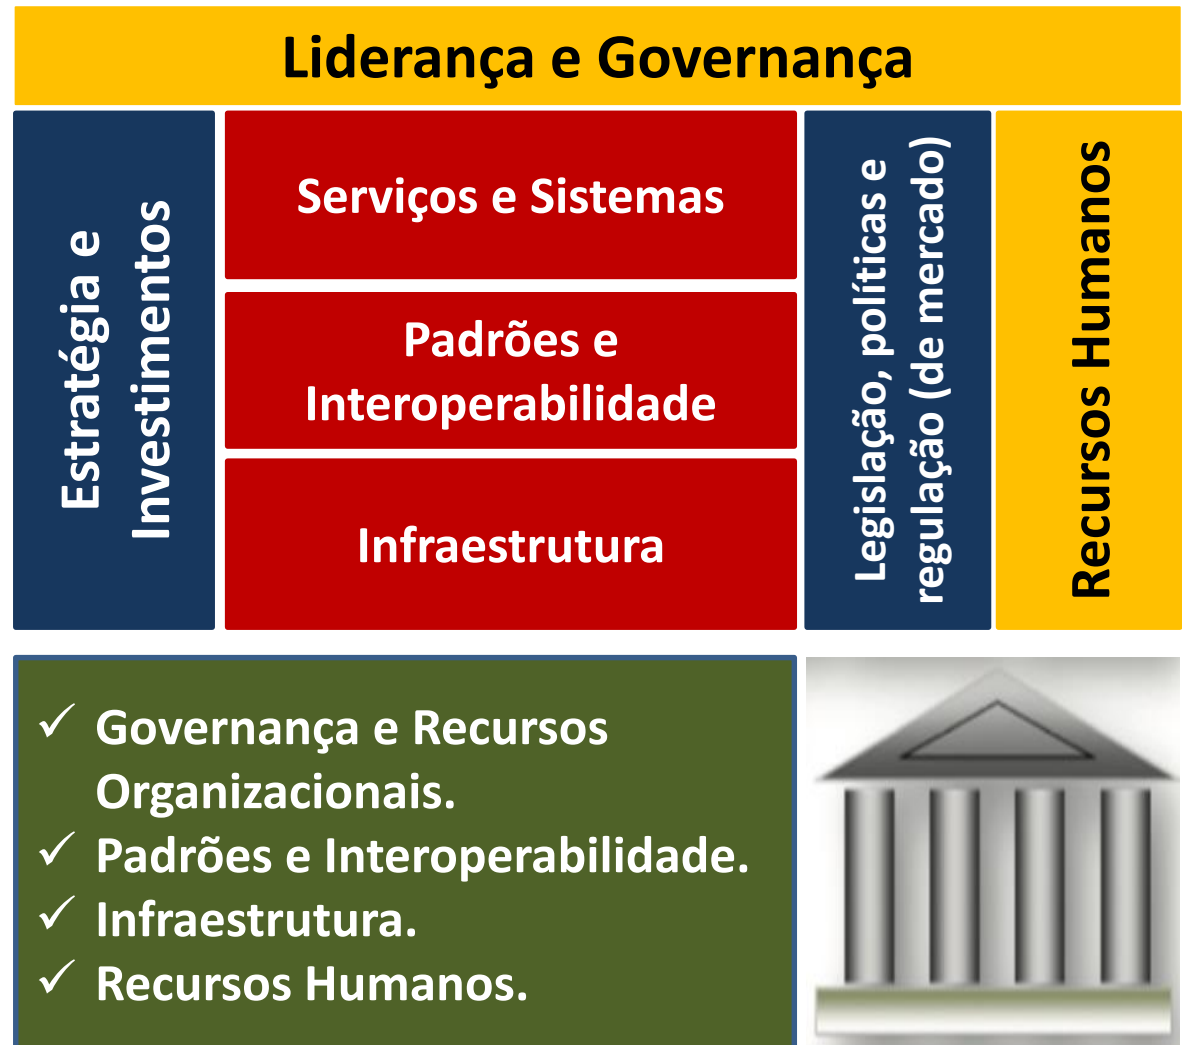 Liderança e Governança
Estratégia e
Investimentos
Serviços e Sistemas
Padrões e
Interoperabilidade
Infraestrutura
Legislação, políticas e
regulação (de mercado)
Recursos Humanos
✓ Governança e Recursos
Organizacionais.
✓ Padrões e Interoperabilidade.
✓ Infraestrutura.
✓ Recursos Humanos.